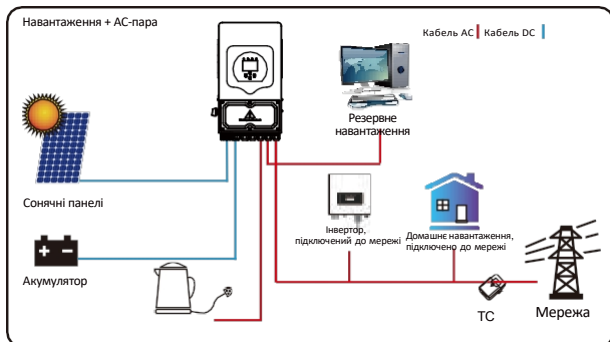 Навантаження + АС-пара
Кабель AC
Кабель DC
Резервне
навантаження
Сонячні панелі
Інвертор,
підключений до мережі
Домашнє навантаження,
підключено до мережі
Акумулятор
ТС
Мережа